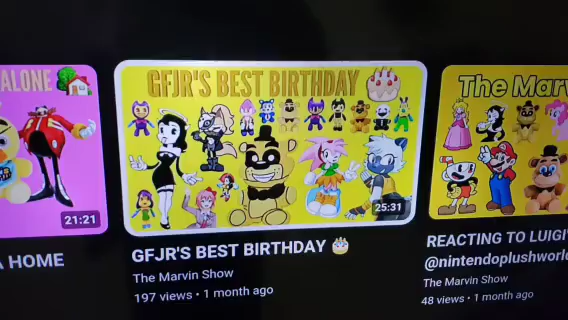 ALONE
21:21
A HOME
GFJR'S BEST BIRTHDAY
25:31
GFJR'S BEST BIRTHDAY
The Marvin Show
197 views • 1 month ago
The Marv
REACTING TO LUIGI'
@nintendoplushworld
The Marvin Show
48 views • 1 month ago